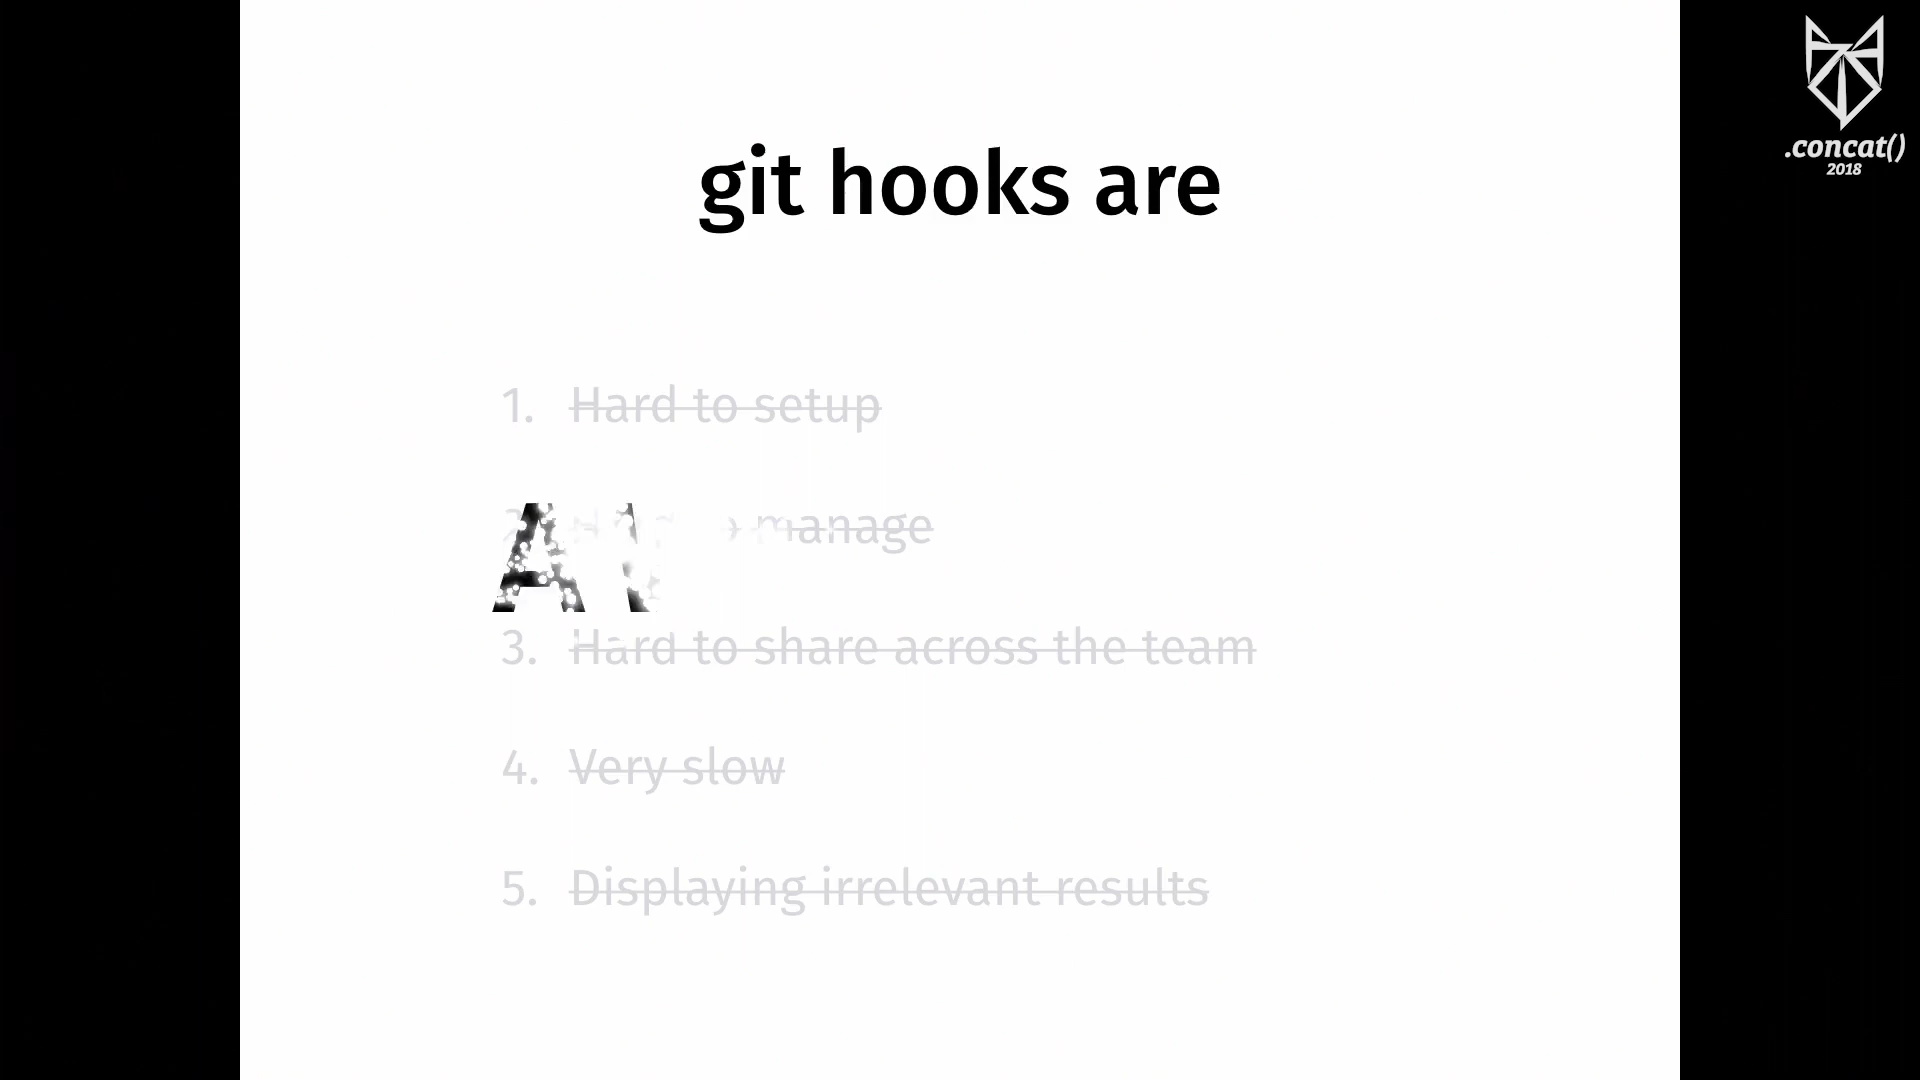 .concat()
2018
git hooks are
1. Hard to setup
manage
3. Hard to share across the team
4. Very slow
5. Displaying irrelevant results